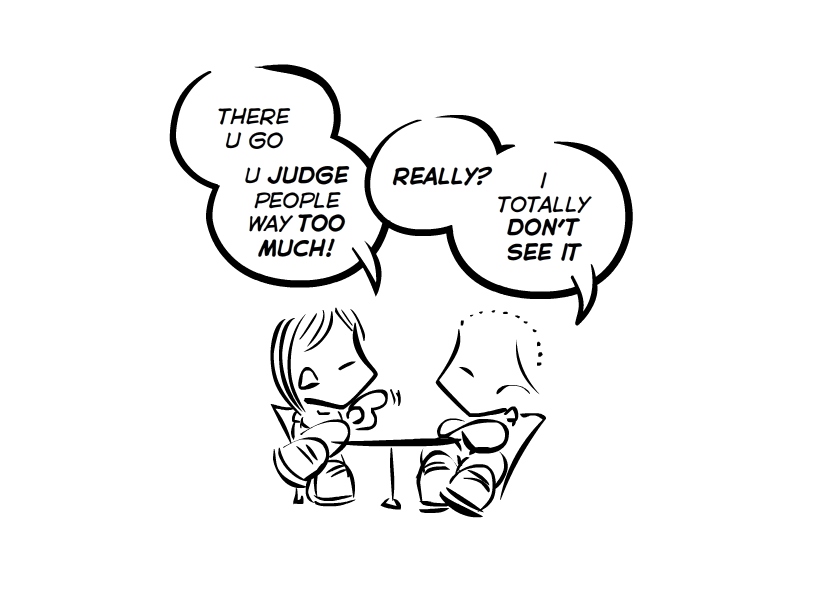 THERE
U GO
U JUDGE
PEOPLE
WAY TOO
MUCH!
REALLY?
I
TOTALLY
DON'T
SEE IT